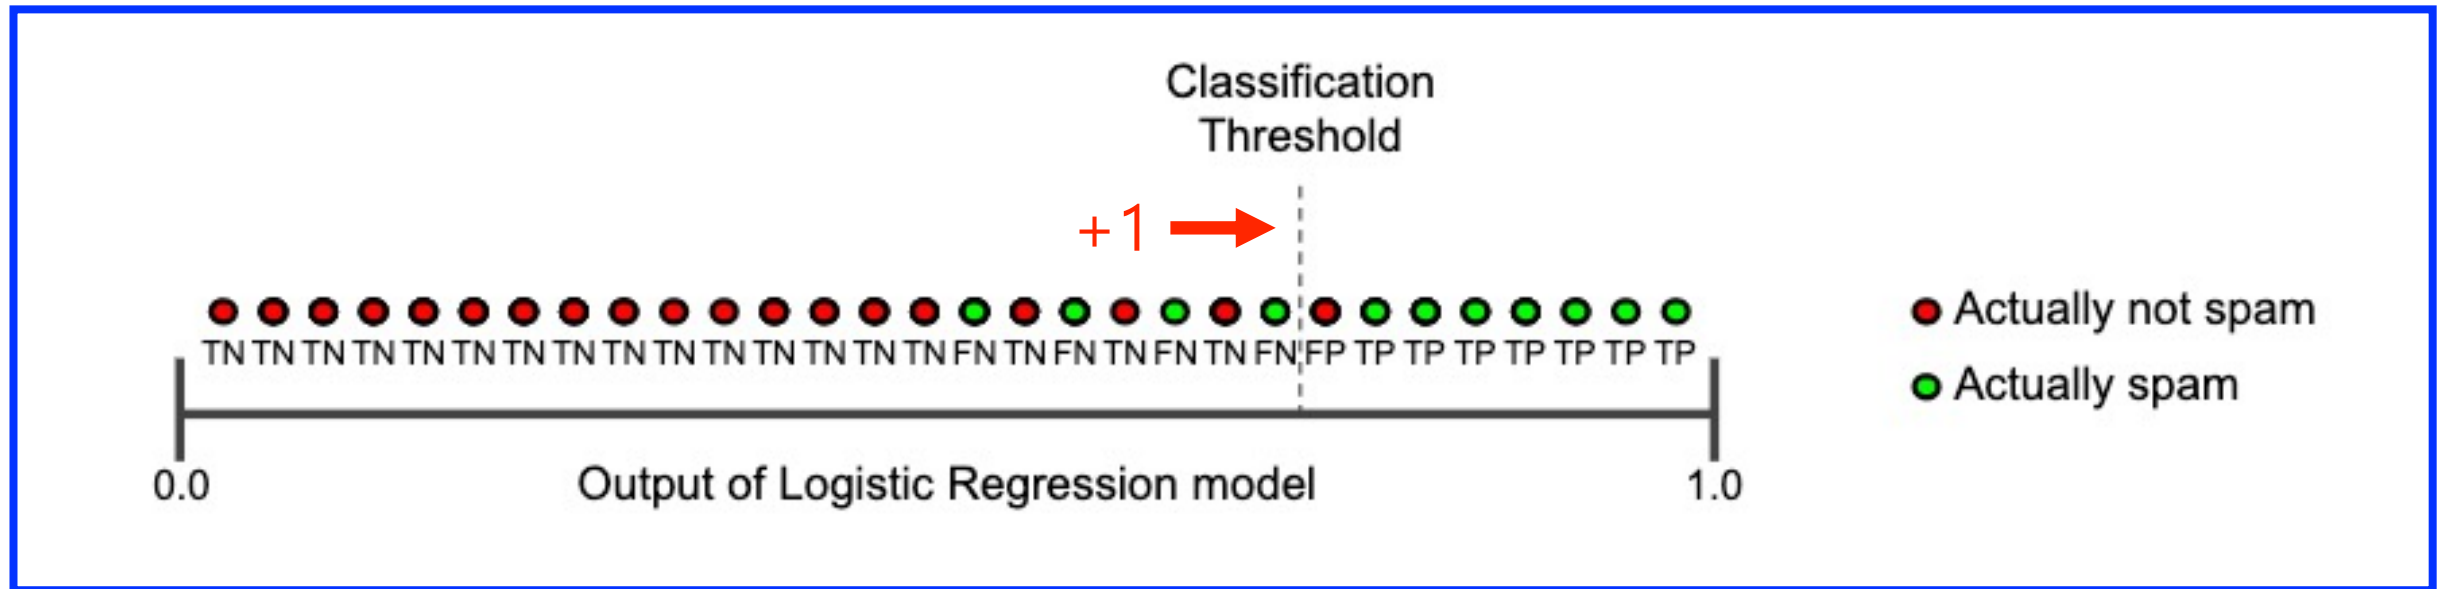 Classification
Threshold
+1
TN TN TN TN TN TN TN TN TN TN TN TN TN TN TN FN TN FN TN FN TN FN FP TP TP TP TP TP TP TP
Actually not spam
Actually spam
0.0
Output of Logistic Regression model
1.0